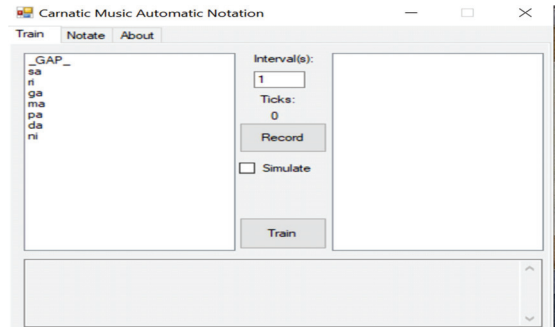 Carnatic Music Automatic Notation
Train Notate About
_GAP_
sa
ri
ga
ma
pa
da
ni
Interval(s):
1
Ticks:
0
Record
Simulate
Train